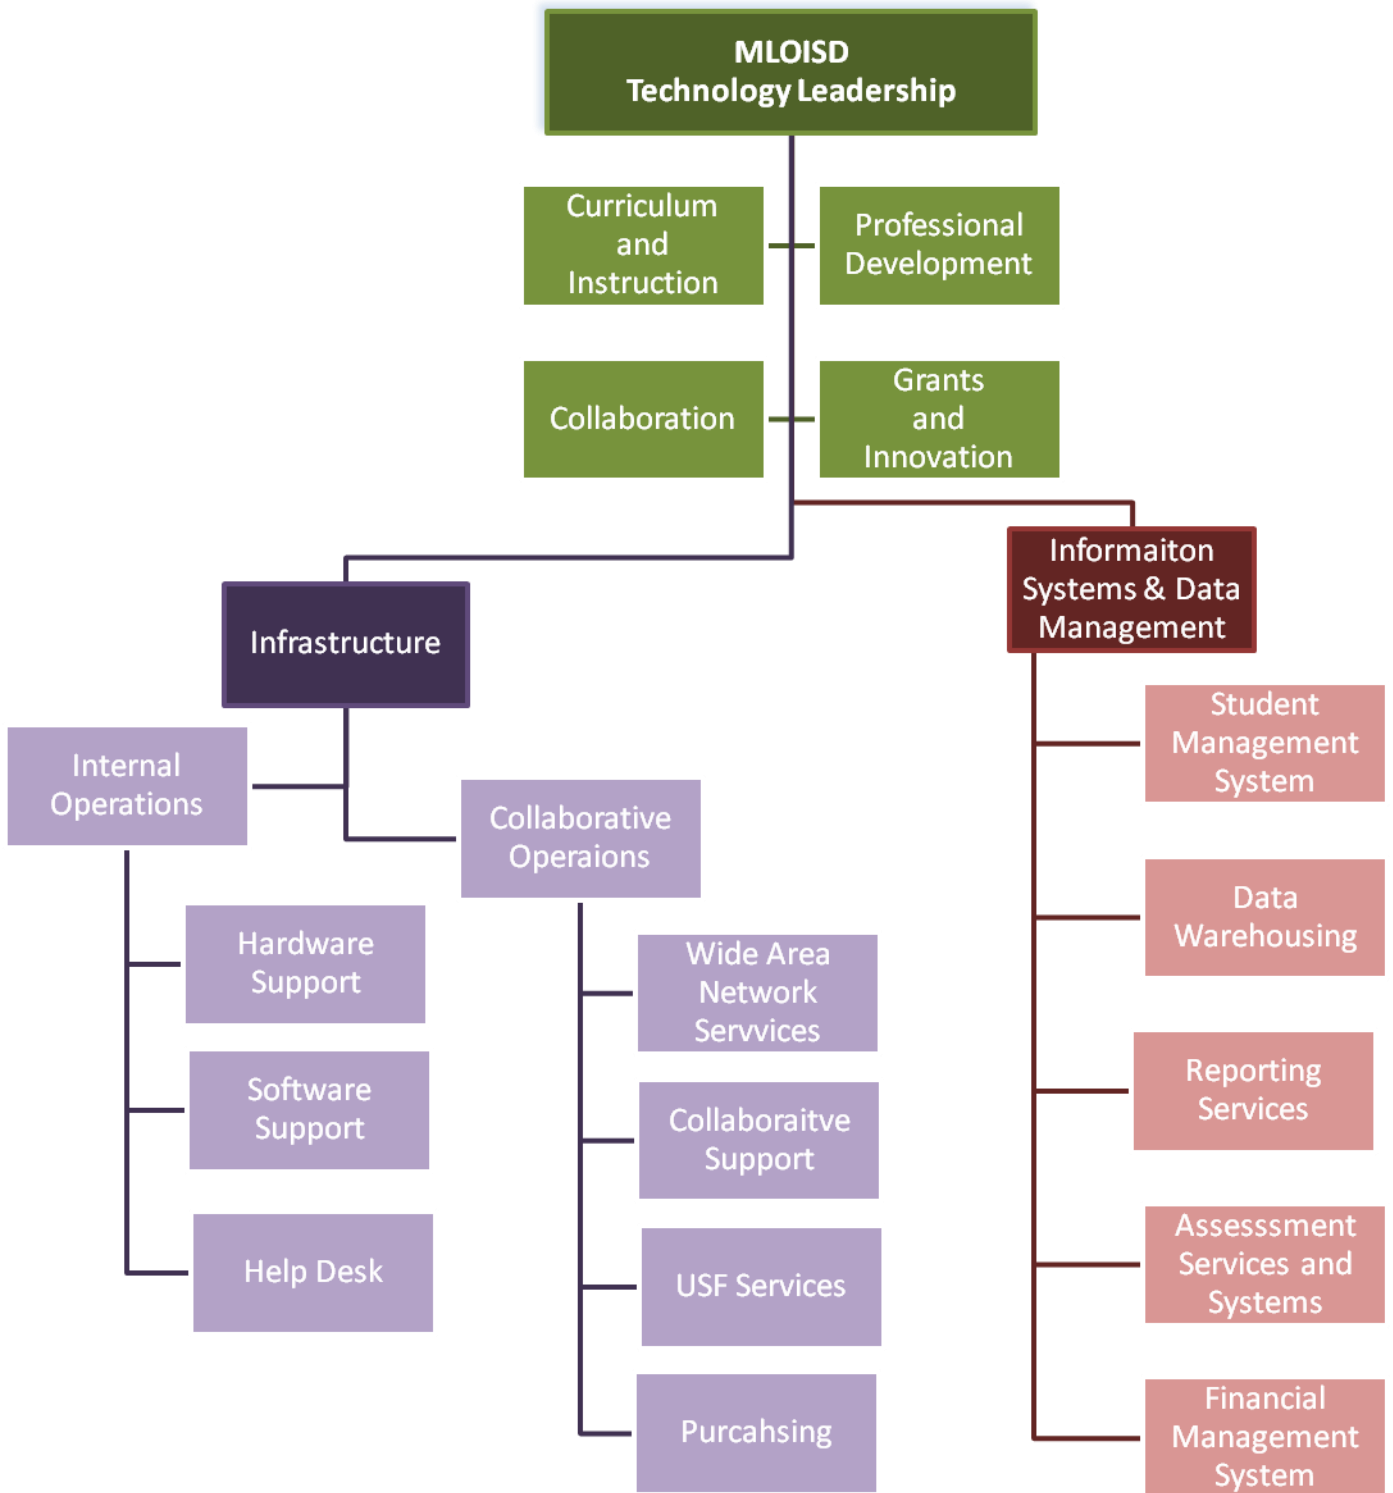 MLOISD
Technology Leadership
Curriculum
and
Instruction
Professional
Development
Collaboration
Grants
and
Innovation
Infrastructure
Informaiton
Systems & Data
Management
Internal
Operations
Collaborative
Operaions
Hardware
Support
Software
Support
Help Desk
Wide Area
Network
Servvices
Collaboraitve
Support
USF Services
Purcahsing
Student
Management
System
Data
Warehousing
Reporting
Services
Assesssment
Services and
Systems
Financial
Management
System